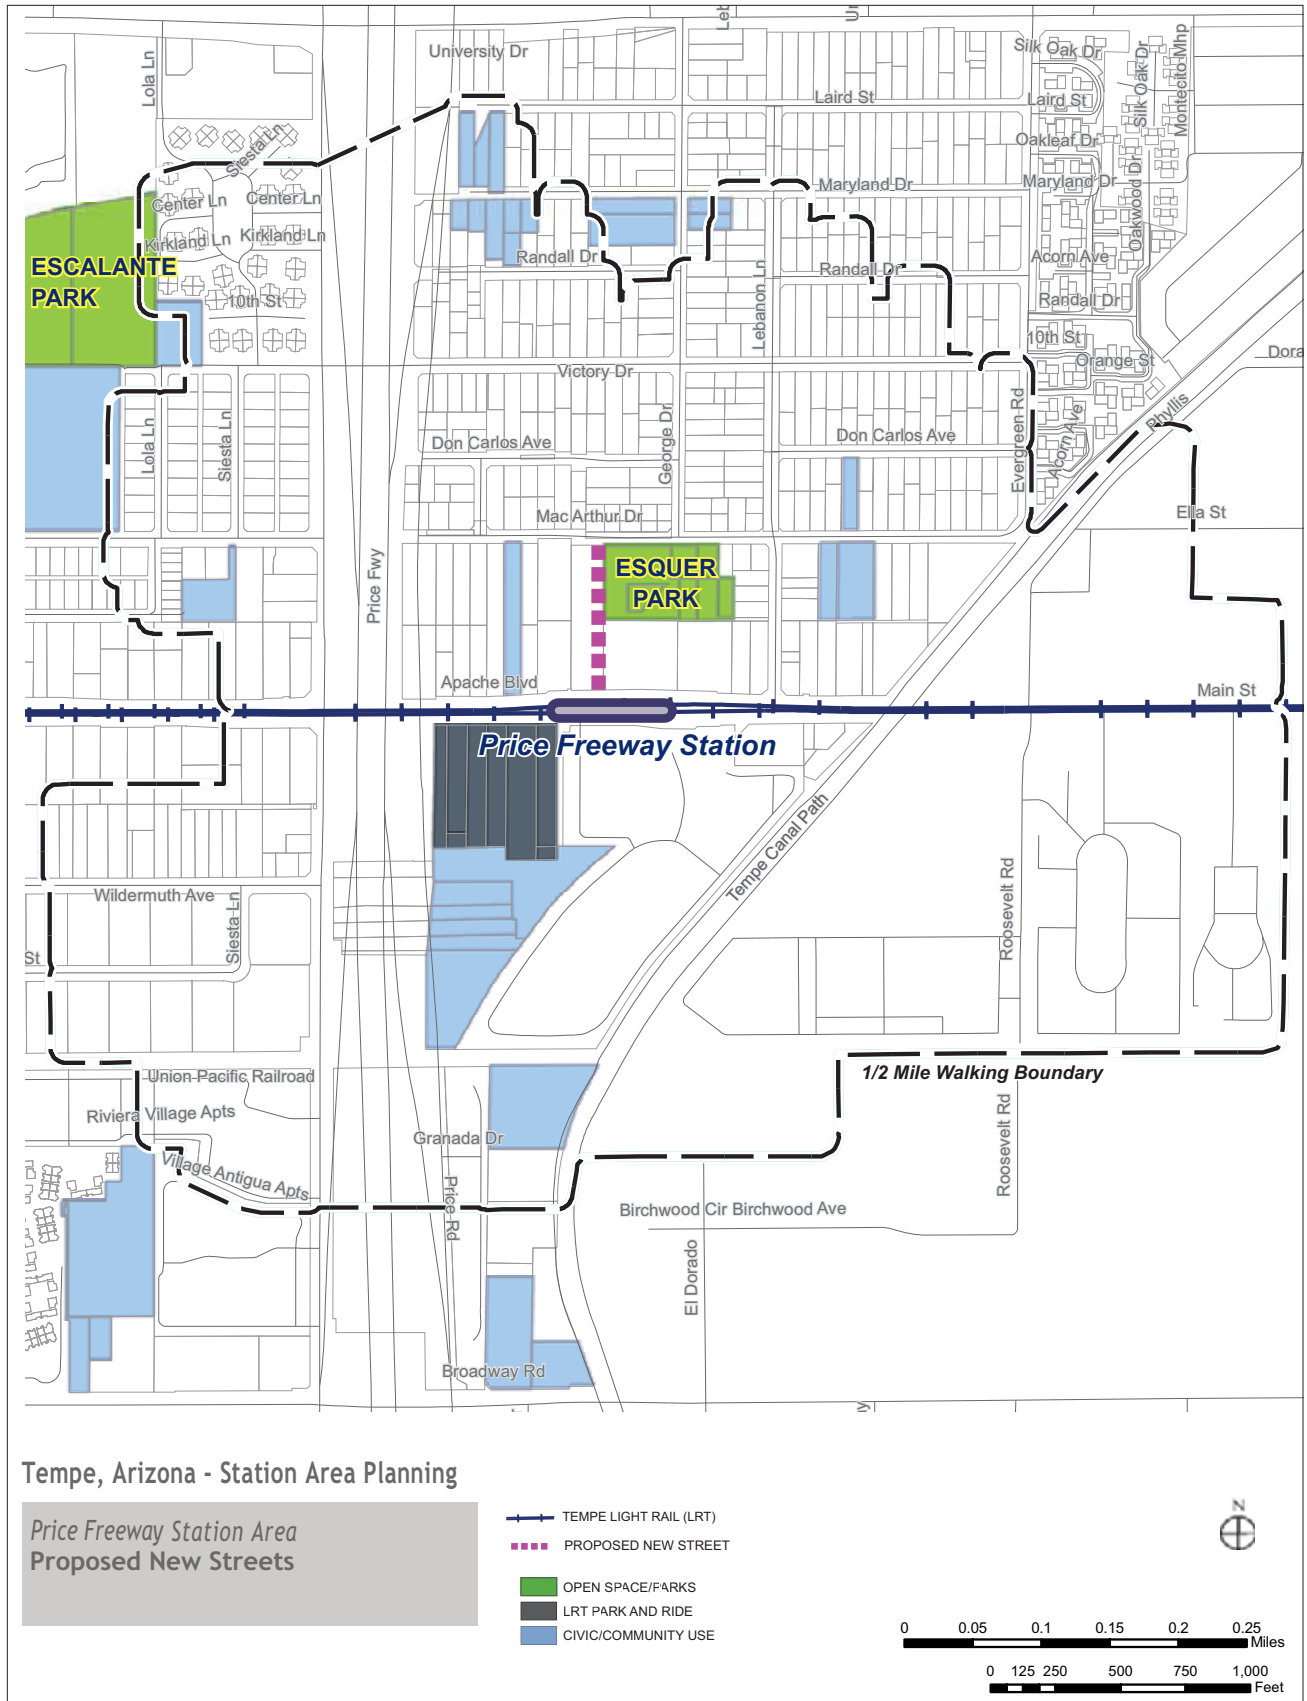 Leb
Un
University Dr
Lola Ln
Silk Oak Dr
Silk Oak Dr
Montecito Mhp
Laird St
Laird St
Siesta Ln
Oakleaf Dr
Center Ln
Center Ln
Maryland Dr
Maryland Dr
Oakwood Dr
Kirkland Ln
Kirkland Ln
Randall Dr
Randall Dr
Acorn Ave
ESCALANTE
PARK
10th St
Randall Dr
Lebanon Ln
10th St
Orange St
Dora
Victory Dr
Lola Ln
Siesta Ln
Don Carlos Ave
George Dr
Don Carlos Ave
Evergreen Rd
Acorn Ave
Phyllis
Mac Arthur Dr
Ella St
Price Fwy
ESQUER
PARK
Apache Blvd
Main St
Price Freeway Station
Tempe Canal Path
Wildermuth Ave
Siesta Ln
Roosevelt Rd
St
1/2 Mile Walking Boundary
Union Pacific Railroad
Riviera Village Apts
Granada Dr
Roosevelt Rd
Village Antigua Apts
Price Rd
Birchwood Cir Birchwood Ave
El Dorado
Broadway Rd
Tempe, Arizona - Station Area Planning
Price Freeway Station Area
Proposed New Streets
TEMPE LIGHT RAIL (LRT)
PROPOSED NEW STREET
OPEN SPACE/PARKS
LRT PARK AND RIDE
CIVIC/COMMUNITY USE
N
0 0.05 0.1 0.15 0.2 0.25
Miles
0 125 250 500 750 1,000
Feet